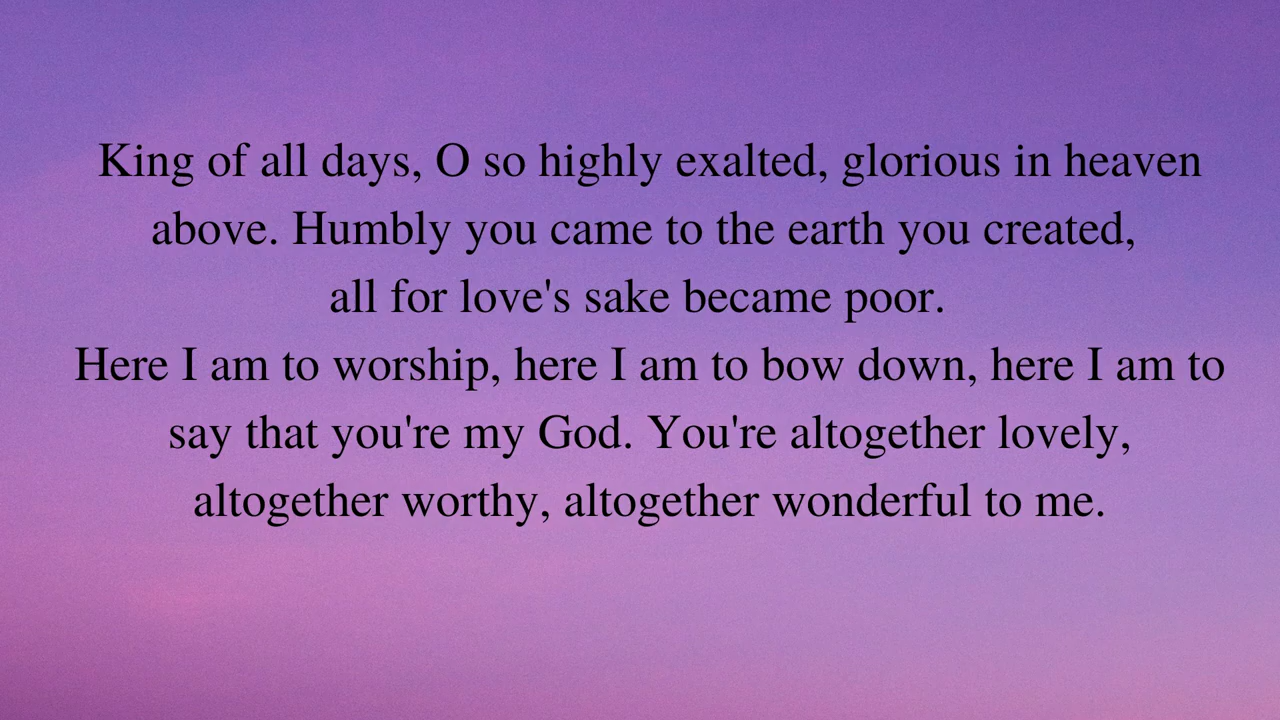 King of all days, O so highly exalted, glorious in heaven
above. Humbly you came to the earth you created,
all for love's sake became poor.
Here I am to worship, here I am to bow down, here I am to
say that you're my God. You're altogether lovely,
altogether worthy, altogether wonderful to me.